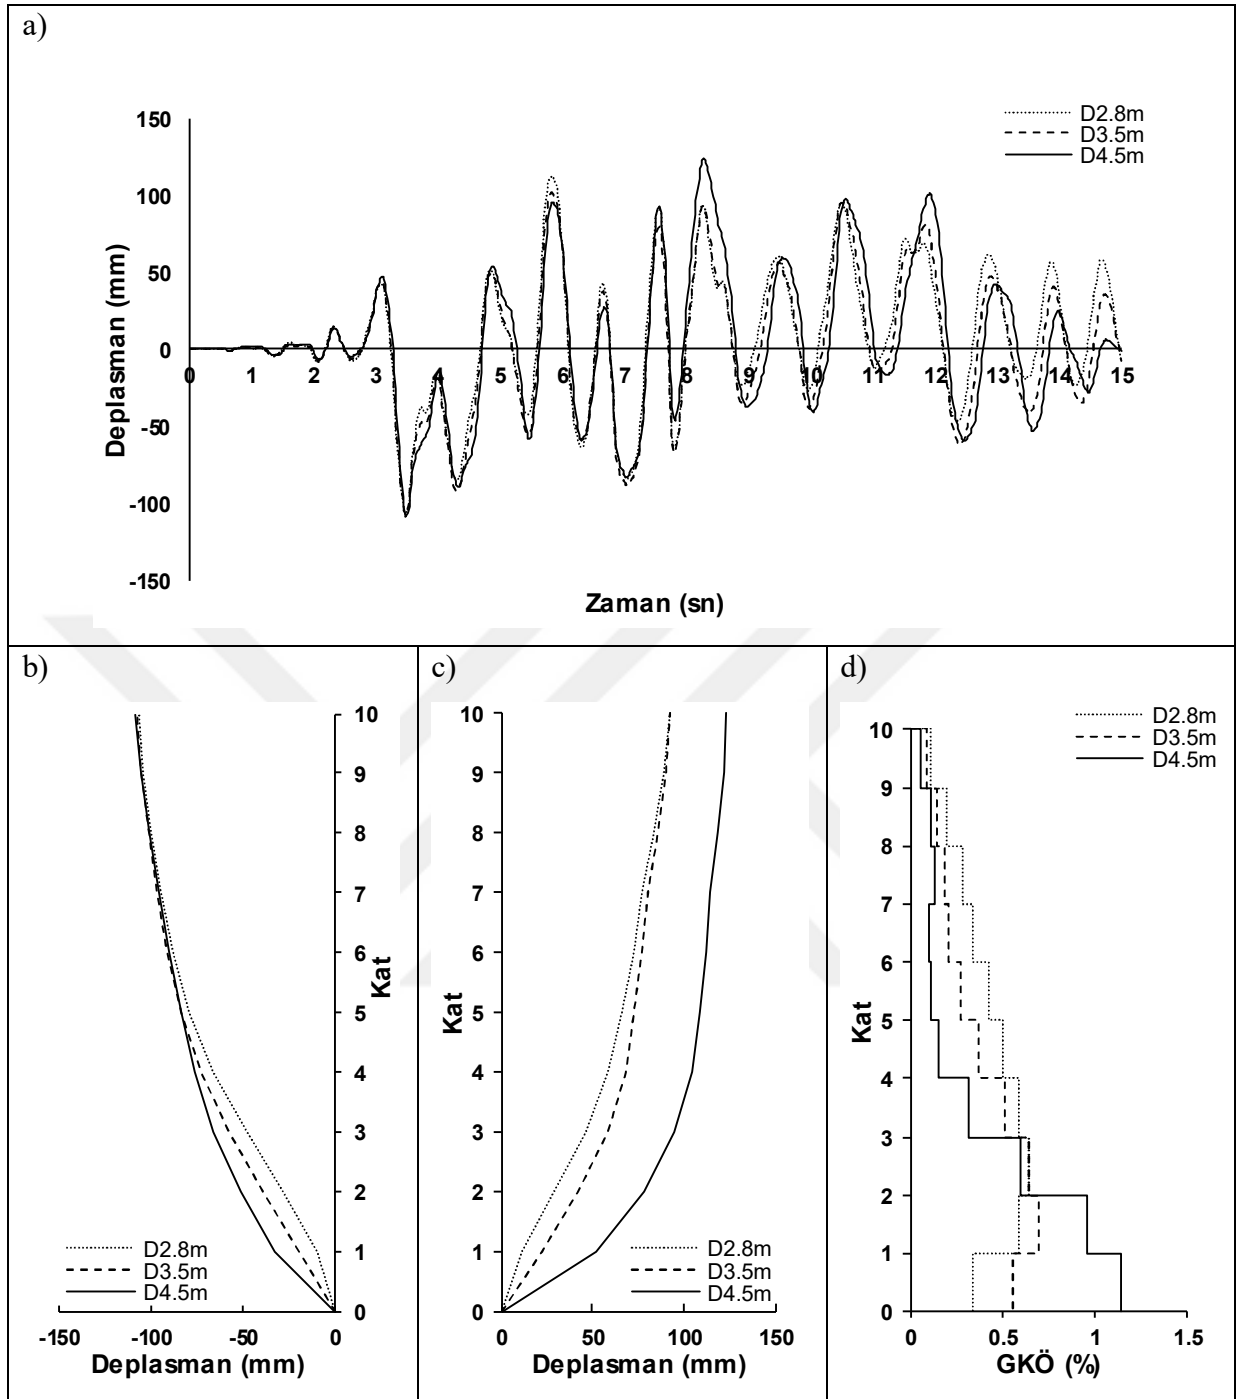 a)
150
100
50
0
-50
-100
-150
Deplasman (mm)
0 1 2 3 4 5 6 7 8 9 10 11 12 13 14 15
Zaman (sn)
D2.8m
D3.5m
D4.5m
b)
10
9
8
7
6
5
4
3
2
1
0
Kat
D2.8m
D3.5m
D4.5m
-150 -100 -50 0
Deplasman (mm)
c)
10
9
8
7
6
5
4
3
2
1
0
Kat
D2.8m
D3.5m
D4.5m
0 50 100 150
Deplasman (mm)
d)
D2.8m
D3.5m
D4.5m
10
9
8
7
6
5
4
3
2
1
0
Kat
0 0.5 1 1.5
GKÖ (%)